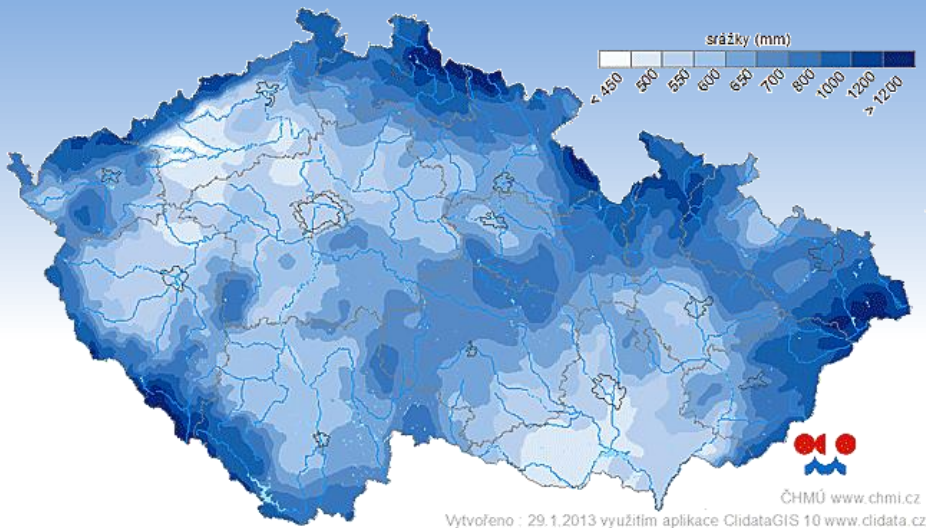 srážky (mm)
< 450 500 550 600 650 700 800 1000 1200 > 1200
ČHMÚ www.chmi.cz
Vytvořeno : 29.1.2013 využitím aplikace ClidataGIS 10 www.clidata.cz